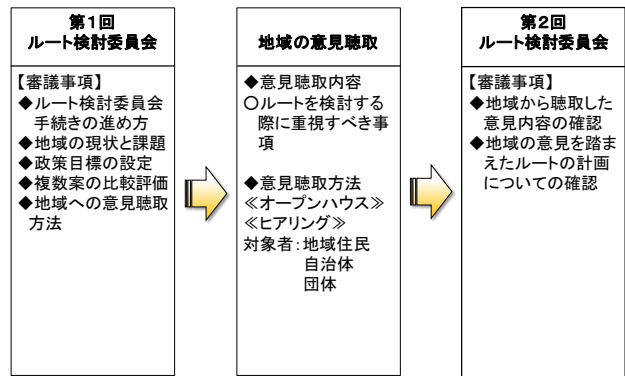 第1回
ルート検討委員会
【審議事項】
◆ルート検討委員会
手続きの進め方
◆地域の現状と課題
◆政策目標の設定
◆複数案の比較評価
◆地域への意見聴取
方法
地域の意見聴取
◆意見聴取内容
○ルートを検討する
際に重視すべき事
項
◆意見聴取方法
≪オープンハウス≫
≪ヒアリング≫
対象者:地域住民
自治体
団体
第2回
ルート検討委員会
【審議事項】
◆地域から聴取した
意見内容の確認
◆地域の意見を踏ま
えたルートの計画
についての確認